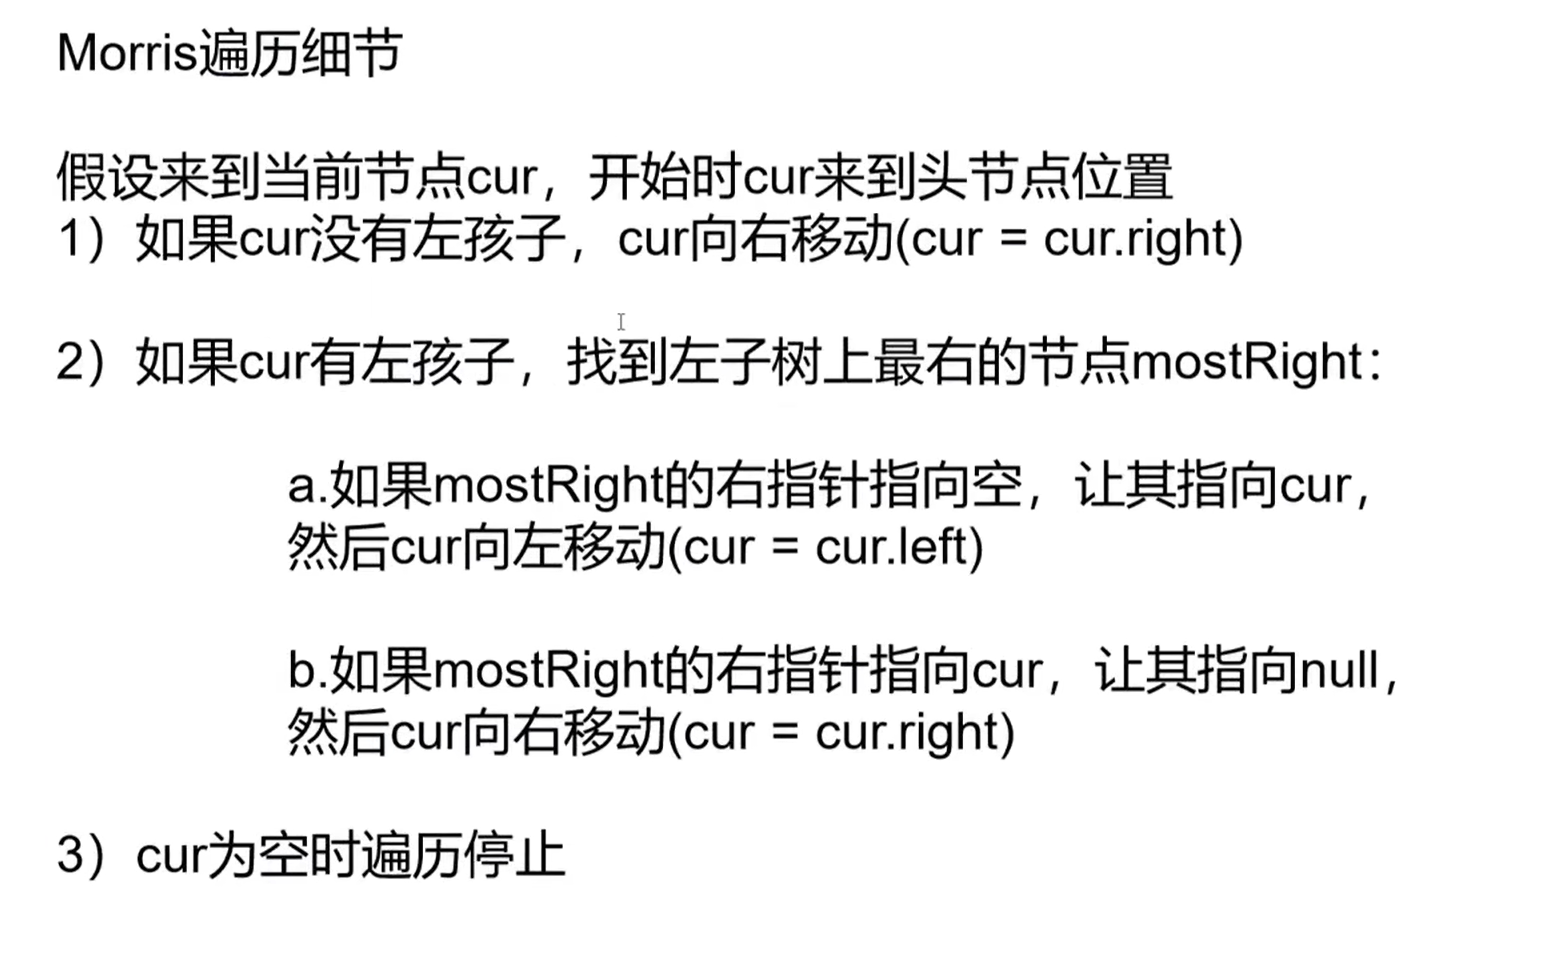 Morris遍历细节
假设来到当前节点cur，开始时cur来到头节点位置
1）如果cur没有左孩子，cur向右移动(cur = cur.right)
2）如果cur有左孩子，找到左子树上最右的节点mostRight：
a.如果mostRight的右指针指向空，让其指向cur，
然后cur向左移动(cur = cur.left)
b.如果mostRight的右指针指向cur，让其指向null，
然后cur向右移动(cur = cur.right)
3）cur为空时遍历停止